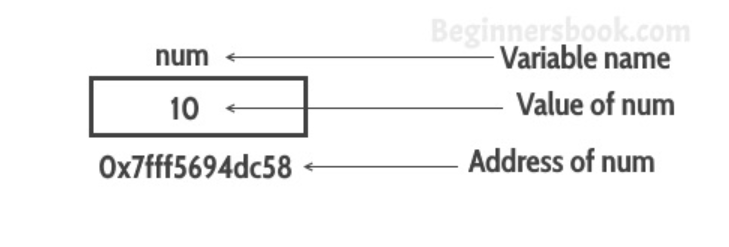 Beginnersbook.com
num Variable name
10 Value of num
0x7fff5694dc58 Address of num